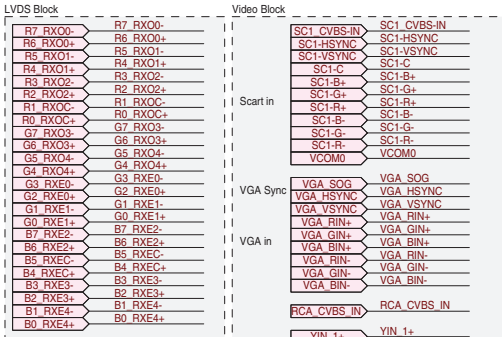 LVDS Block
R7_RXO0- R7_RXO0-
R6_RXO0+ R6_RXO0+
R5_RXO1- R5_RXO1-
R4_RXO1+ R4_RXO1+
R3_RXO2- R3_RXO2-
R2_RXO2+ R2_RXO2+
R1_RXOC- R1_RXOC-
R0_RXOC+ R0_RXOC+
G7_RXO3- G7_RXO3-
G6_RXO3+ G6_RXO3+
G5_RXO4- G5_RXO4-
G4_RXO4+ G4_RXO4+
G3_RXE0- G3_RXE0-
G2_RXE0+ G2_RXE0+
G1_RXE1- G1_RXE1-
G0_RXE1+ G0_RXE1+
B7_RXE2- B7_RXE2-
B6_RXE2+ B6_RXE2+
B5_RXEC- B5_RXEC-
B4_RXEC+ B4_RXEC+
B3_RXE3- B3_RXE3-
B2_RXE3+ B2_RXE3+
B1_RXE4- B1_RXE4-
B0_RXE4+ B0_RXE4+
Video Block
SC1_CVBS-IN SC1_CVBS-IN
SC1-HSYNC SC1-HSYNC
SC1-VSYNC SC1-VSYNC
SC1-C SC1-C
SC1-B+ SC1-B+
SC1-G+ SC1-G+
Scart in
SC1-R+ SC1-R+
SC1-B- SC1-B-
SC1-G- SC1-G-
SC1-R- SC1-R-
VCOM0 VCOM0
VGA_SOG VGA_SOG
VGA Sync
VGA_HSYNC VGA_HSYNC
VGA_VSYNC VGA_VSYNC
VGA_RIN+ VGA_RIN+
VGA_GIN+ VGA_GIN+
VGA in
VGA_BIN+ VGA_BIN+
VGA_RIN- VGA_RIN-
VGA_GIN- VGA_GIN-
VGA_BIN- VGA_BIN-
RCA_CVBS_IN RCA_CVBS_IN
YIN_1+ YIN_1+